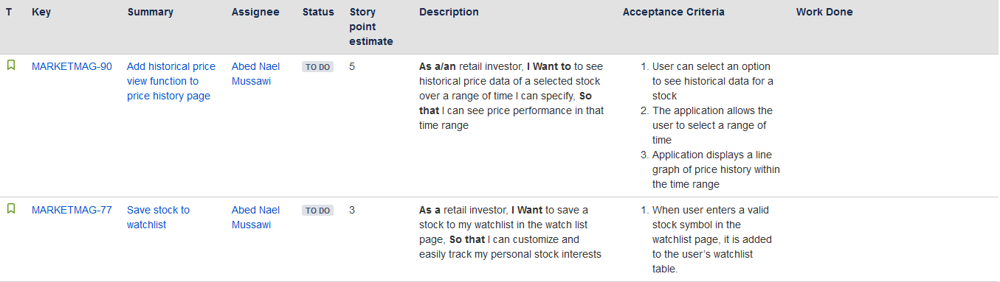 T Key Summary Assignee Status Story point estimate Description Acceptance Criteria Work Done
MARKETMAG-90
Add historical price
view function to
price history page
Abed Nael
Mussawi
TO DO
5
As a/an retail investor, I Want to to see
historical price data of a selected stock
over a range of time I can specify, So
that I can see price performance in that
time range
1. User can select an option
to see historical data for a
stock
2. The application allows the
user to select a range of
time
3. Application displays a line
graph of price history within
the time range
MARKETMAG-77
Save stock to
watchlist
Abed Nael
Mussawi
TO DO
3
As a retail investor, I Want to save a
stock to my watchlist in the watch list
page, So that I can customize and
easily track my personal stock interests
1. When user enters a valid
stock symbol in the
watchlist page, it is added
to the user’s watchlist
table.